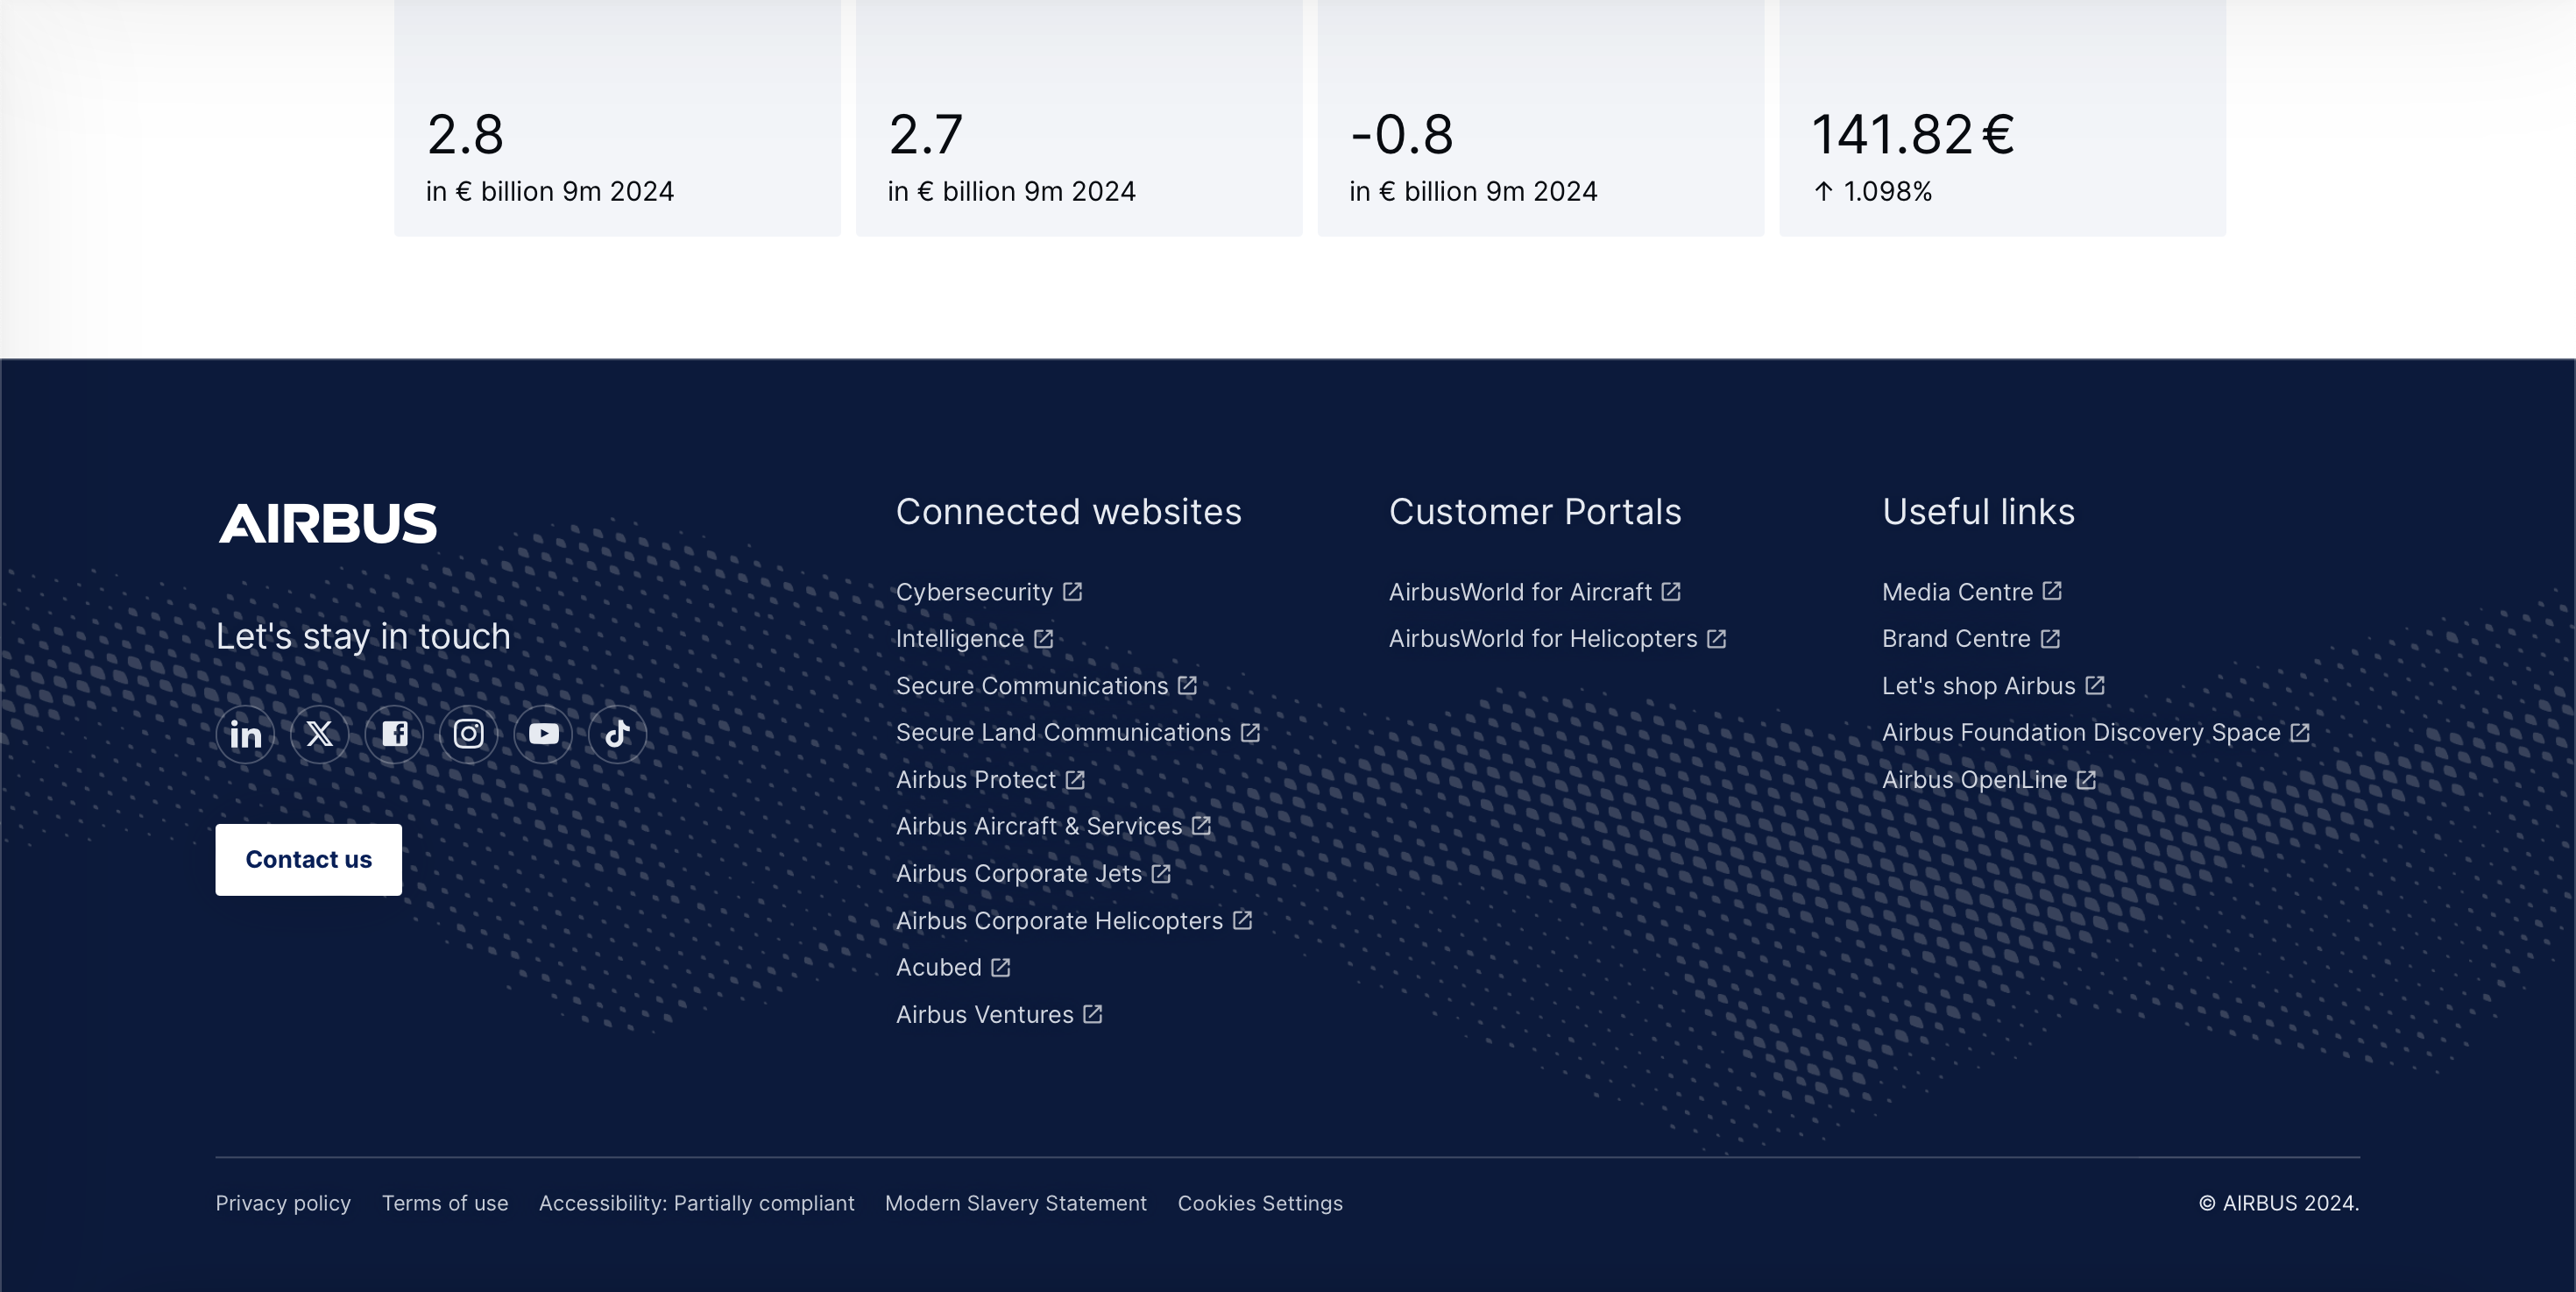 2.8
in € billion 9m 2024
2.7
in € billion 9m 2024
-0.8
in € billion 9m 2024
141.82 €
↑ 1.098%
AIRBUS
Let's stay in touch
Contact us
Connected websites
Cybersecurity
Intelligence
Secure Communications
Secure Land Communications
Airbus Protect
Airbus Aircraft & Services
Airbus Corporate Jets
Airbus Corporate Helicopters
Acubed
Airbus Ventures
Customer Portals
AirbusWorld for Aircraft
AirbusWorld for Helicopters
Useful links
Media Centre
Brand Centre
Let's shop Airbus
Airbus Foundation Discovery Space
Airbus OpenLine
Privacy policy Terms of use Accessibility: Partially compliant Modern Slavery Statement Cookies Settings © AIRBUS 2024.